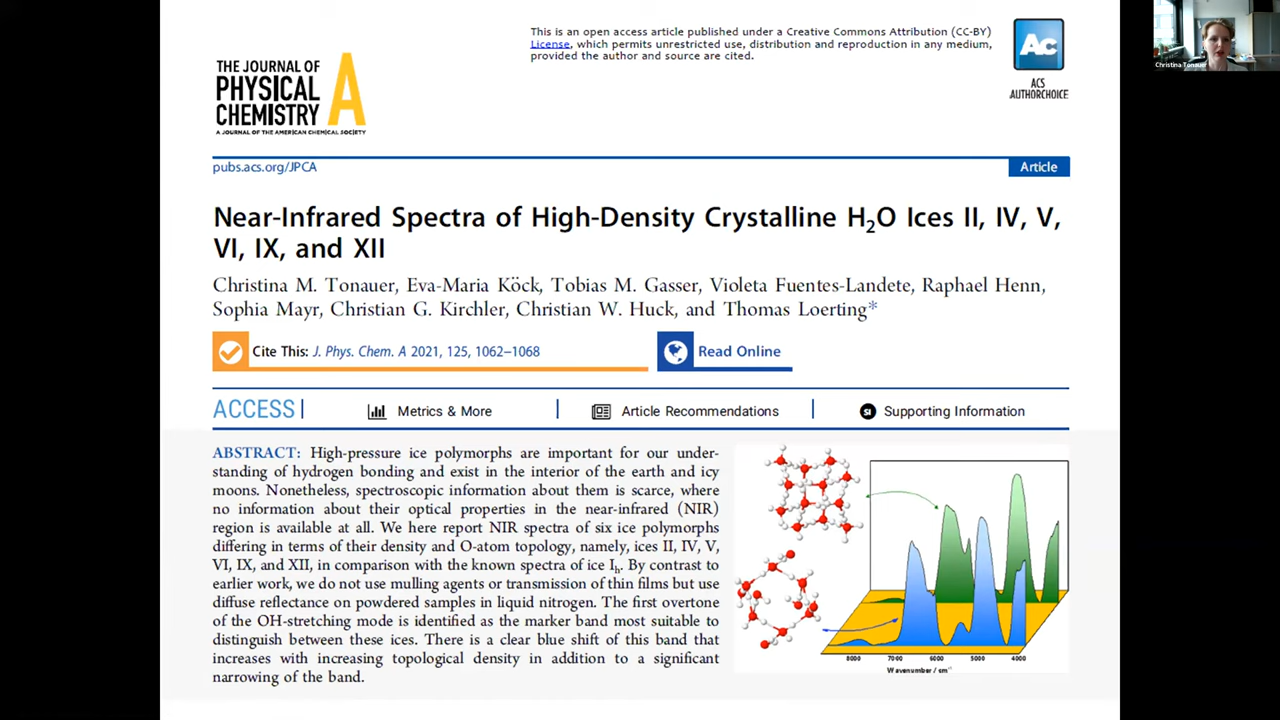 This is an open access article published under a Creative Commons Attribution (CC-BY)
License, which permits unrestricted use, distribution and reproduction in any medium,
provided the author and source are cited.
Ac
ACS
AUTHORCHOICE
Christina Tonauer
THE JOURNAL OF
PHYSICAL
CHEMISTRY
A
A JOURNAL OF THE AMERICAN CHEMICAL SOCIETY
pubs.acs.org/JPCA
Article
Near-Infrared Spectra of High-Density Crystalline H₂O Ices II, IV, V,
VI, IX, and XII
Christina M. Tonauer, Eva-Maria Köck, Tobias M. Gasser, Violeta Fuentes-Landete, Raphael Henn,
Sophia Mayr, Christian G. Kirchler, Christian W. Huck, and Thomas Loerting*
Cite This: J. Phys. Chem. A 2021, 125, 1062–1068
Read Online
ACCESS
Metrics & More
Article Recommendations
SI Supporting Information
ABSTRACT: High-pressure ice polymorphs are important for our under-
standing of hydrogen bonding and exist in the interior of the earth and icy
moons. Nonetheless, spectroscopic information about them is scarce, where
no information about their optical properties in the near-infrared (NIR)
region is available at all. We here report NIR spectra of six ice polymorphs
differing in terms of their density and O-atom topology, namely, ices II, IV, V,
VI, IX, and XII, in comparison with the known spectra of ice Iₕ. By contrast to
earlier work, we do not use mulling agents or transmission of thin films but use
diffuse reflectance on powdered samples in liquid nitrogen. The first overtone
of the OH-stretching mode is identified as the marker band most suitable to
distinguish between these ices. There is a clear blue shift of this band that
increases with increasing topological density in addition to a significant
narrowing of the band.
8000 7000 6000 5000 4000
Wavenumber / cm⁻¹